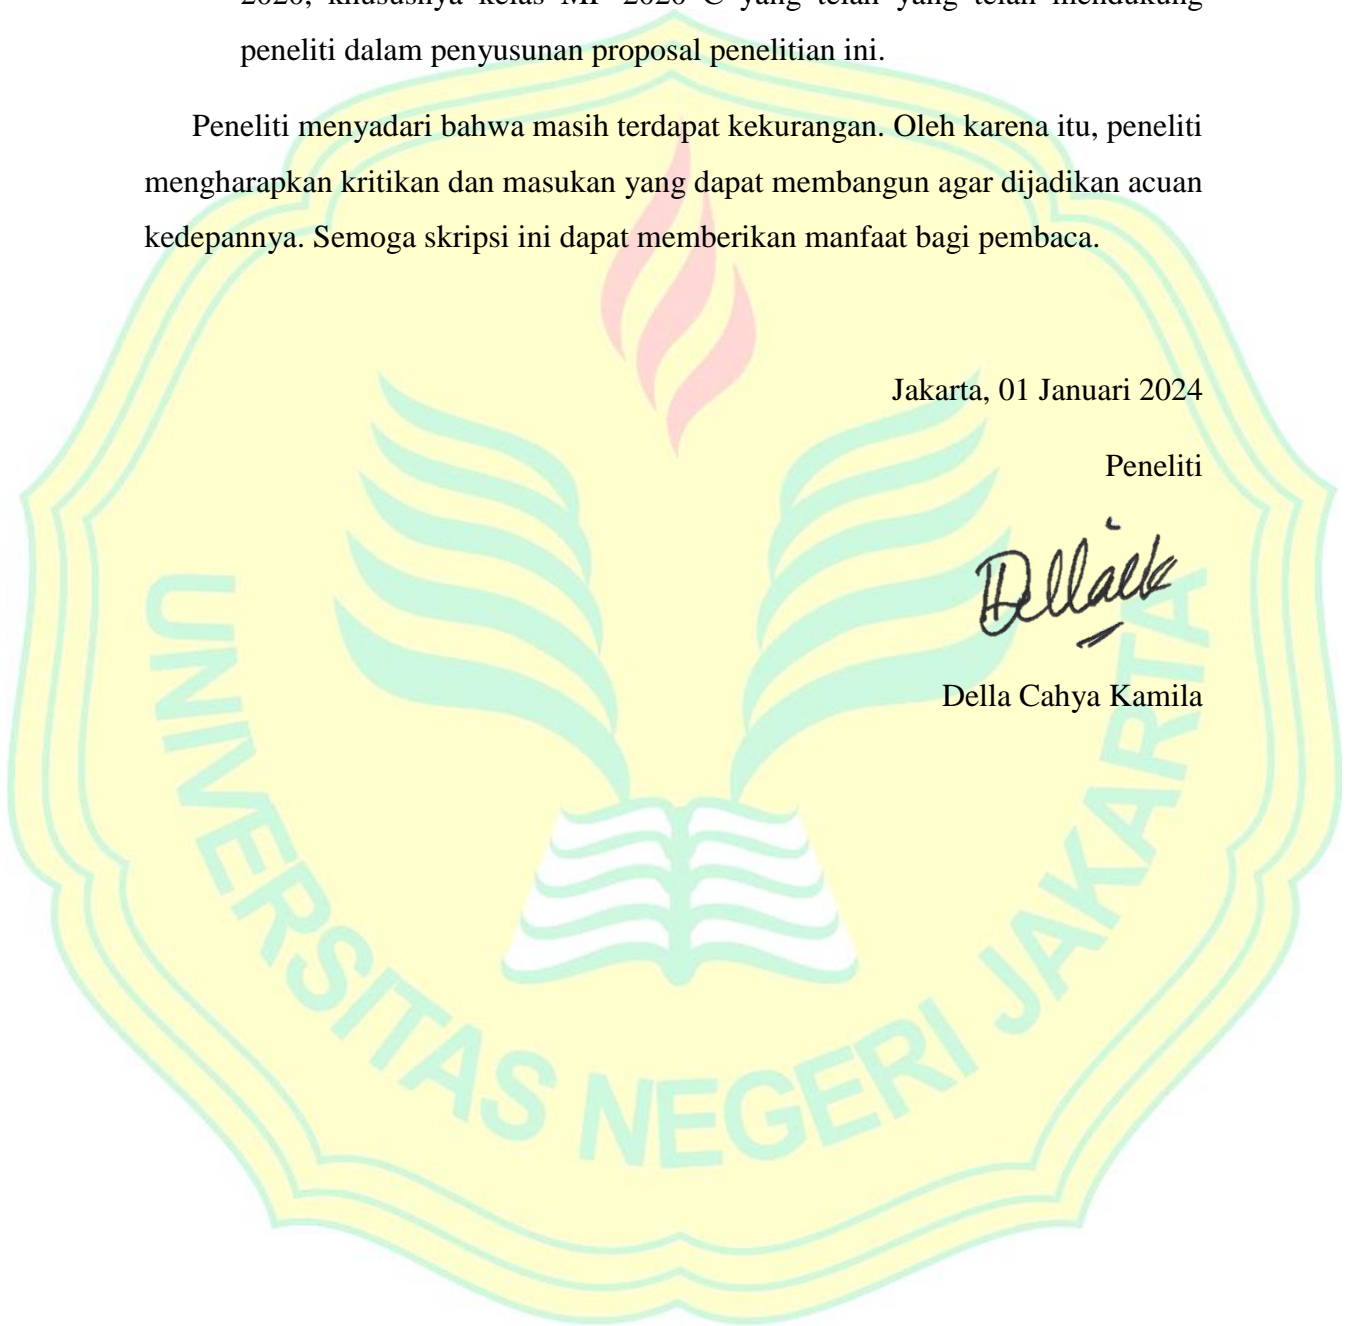 2020, khususnya kelas MP 2020 C yang telah yang telah mendukung
peneliti dalam penyusunan proposal penelitian ini.
Peneliti menyadari bahwa masih terdapat kekurangan. Oleh karena itu, peneliti
mengharapkan kritikan dan masukan yang dapat membangun agar dijadikan acuan
kedepannya. Semoga skripsi ini dapat memberikan manfaat bagi pembaca.
Jakarta, 01 Januari 2024
Peneliti
Della Cahya Kamila
UNIVERSITAS NEGERI JAKARTA